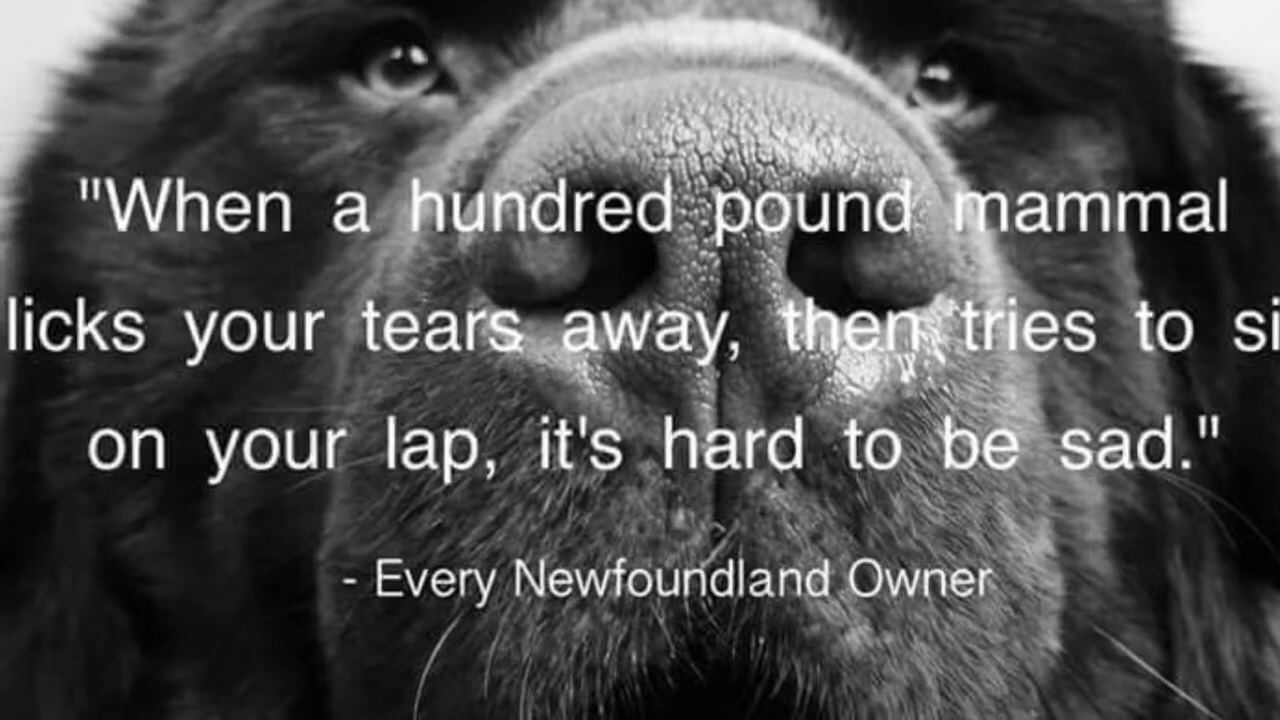 "When a hundred pound mammal
licks your tears away, then tries to si
on your lap, it's hard to be sad."
- Every Newfoundland Owner